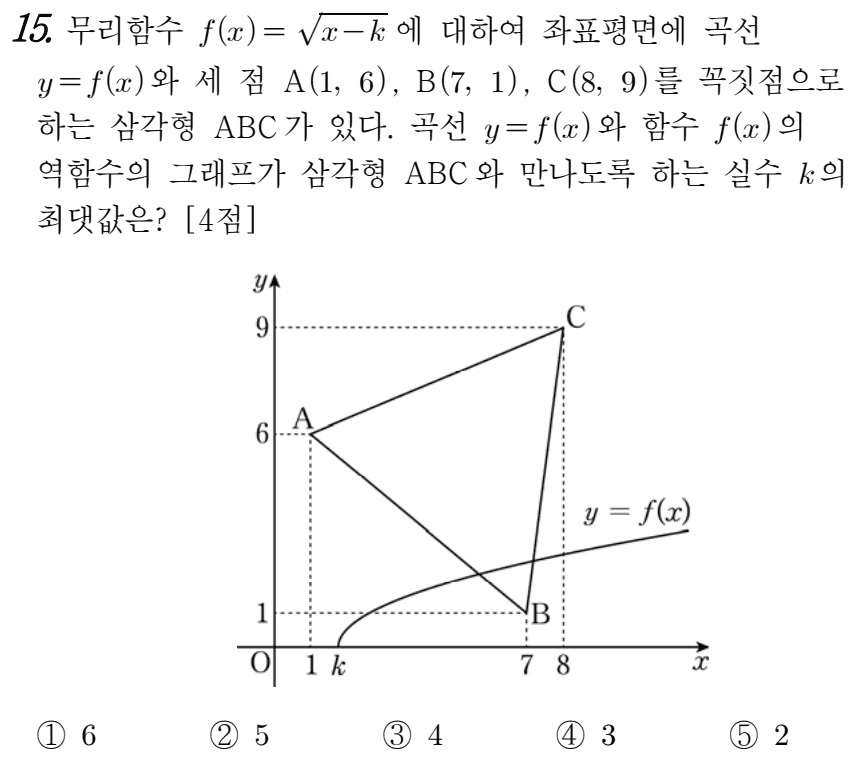 15. 무리함수 f(x)=√(x−k) 에 대하여 좌표평면에 곡선
y=f(x)와 세 점 A(1, 6), B(7, 1), C(8, 9)를 꼭짓점으로
하는 삼각형 ABC가 있다. 곡선 y=f(x)와 함수 f(x)의
역함수의 그래프가 삼각형 ABC와 만나도록 하는 실수 k의
최댓값은? [4점]
y
9
C
A
6
y = f(x)
1
B
O 1 k 7 8 x
① 6 ② 5 ③ 4 ④ 3 ⑤ 2